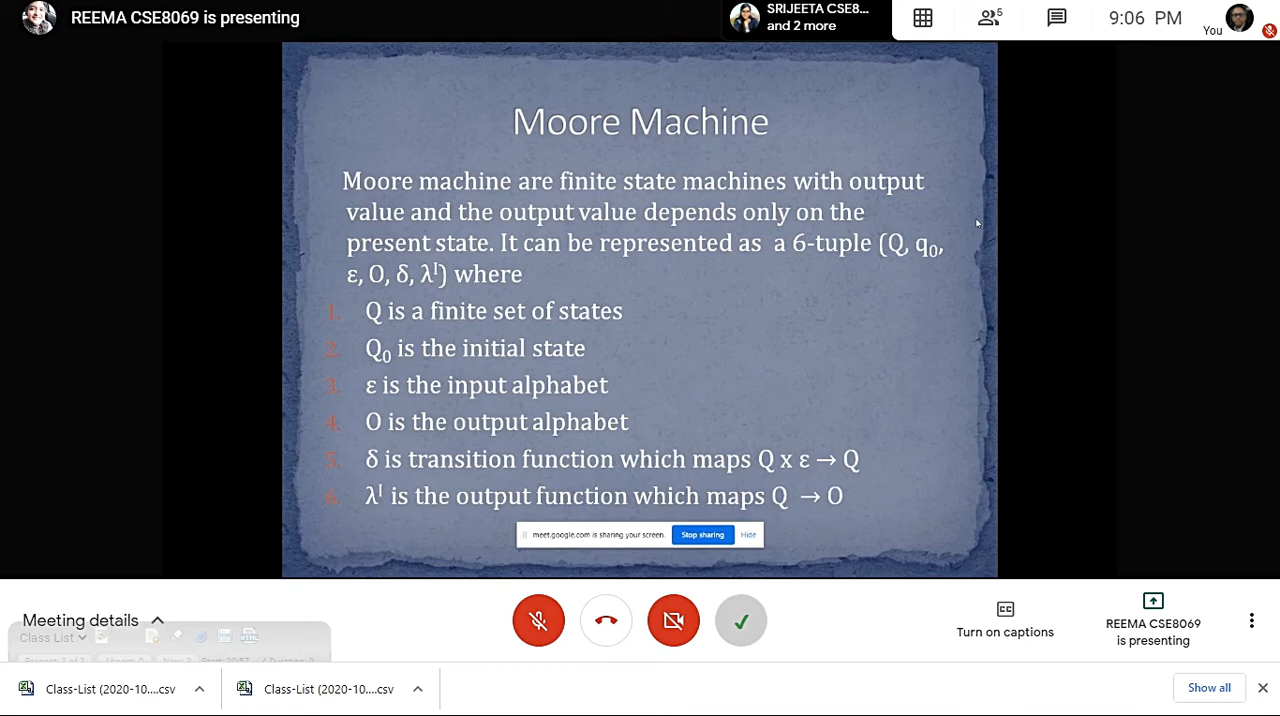 REEMA CSE8069 is presenting
SRIJEETA CSE8...
and 2 more
5
9:06 PM
You
Moore Machine
Moore machine are finite state machines with output
value and the output value depends only on the
present state. It can be represented as a 6-tuple (Q, q₀,
ε, O, δ, λᴵ) where
1. Q is a finite set of states
2. Q₀ is the initial state
3. ε is the input alphabet
4. O is the output alphabet
5. δ is transition function which maps Q x ε → Q
6. λᴵ is the output function which maps Q → O
meet.google.com is sharing your screen. Stop sharing Hide
Meeting details
Class List
CC
Turn on captions
REEMA CSE8069
is presenting
Class-List (2020-10....csv
Class-List (2020-10....csv
Show all